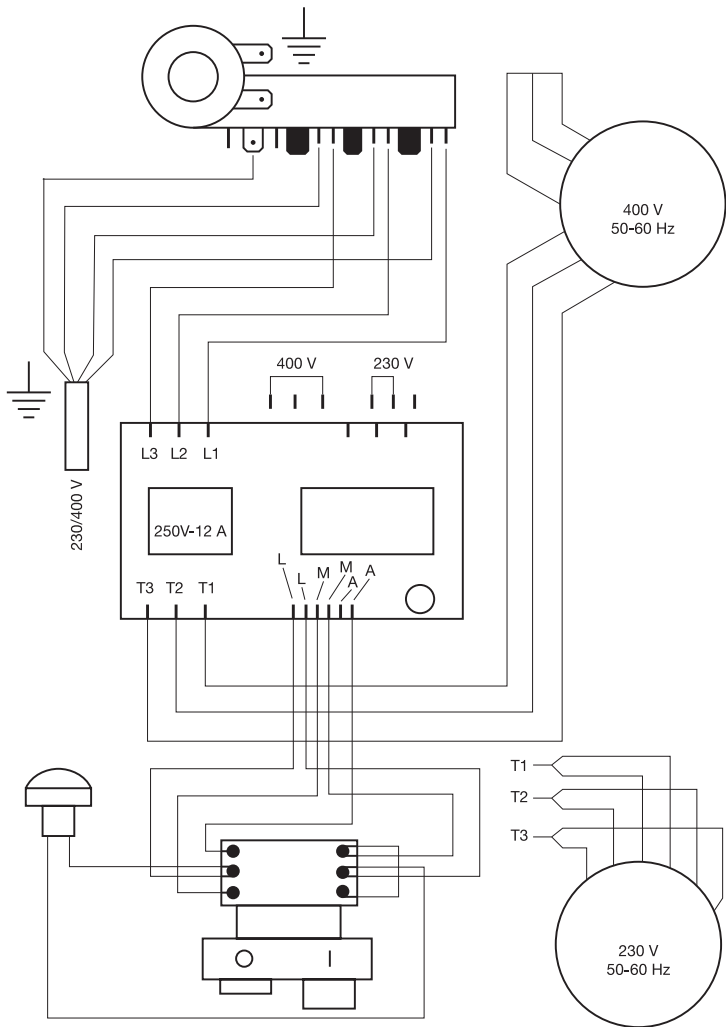 400 V
50-60 Hz
400 V
230 V
L3 L2 L1
230/400 V
250V-12 A
L L M M A A
T3 T2 T1
T1
T2
T3
O I
230 V
50-60 Hz